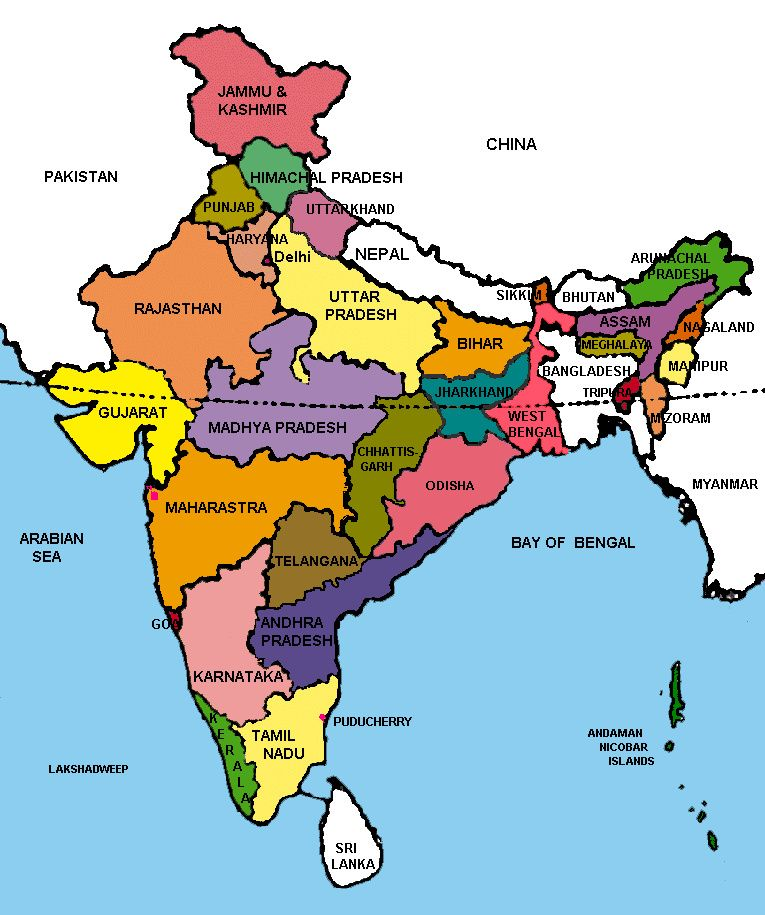 JAMMU &
KASHMIR
CHINA
PAKISTAN
HIMACHAL PRADESH
PUNJAB
UTTARKHAND
HARYANA
Delhi
NEPAL
ARUNACHAL
PRADESH
RAJASTHAN
UTTAR
PRADESH
SIKKIM
BHUTAN
ASSAM
NAGALAND
BIHAR
MEGHALAYA
MANIPUR
BANGLADESH
JHARKHAND
TRIPURA
GUJARAT
MADHYA PRADESH
WEST
BENGAL
MIZORAM
CHHATTIS-
GARH
ODISHA
MYANMAR
MAHARASTRA
ARABIAN
SEA
BAY OF BENGAL
TELANGANA
GOA
ANDHRA
PRADESH
KARNATAKA
KERALA
TAMIL
NADU
PUDUCHERRY
ANDAMAN
NICOBAR
ISLANDS
LAKSHADWEEP
SRI
LANKA